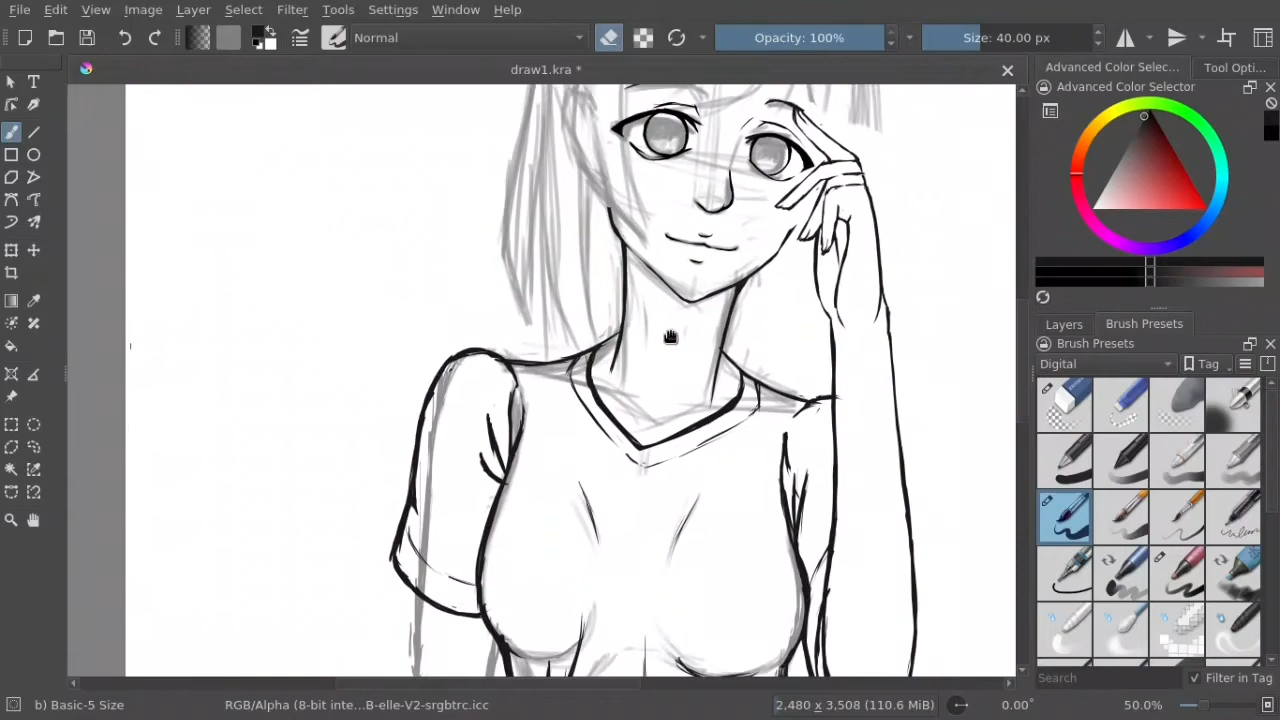 File Edit View Image Layer Select Filter Tools Settings Window Help
Normal
Opacity: 100%
Size: 40.00 px
draw1.kra *
Advanced Color Selec...
Tool Opti...
Advanced Color Selector
Layers
Brush Presets
Brush Presets
Digital
Tag
Search
Filter in Tag
b) Basic-5 Size
RGB/Alpha (8-bit inte...B-elle-V2-srgbtrc.icc
2,480 x 3,508 (110.6 MiB)
0.00°
50.0%